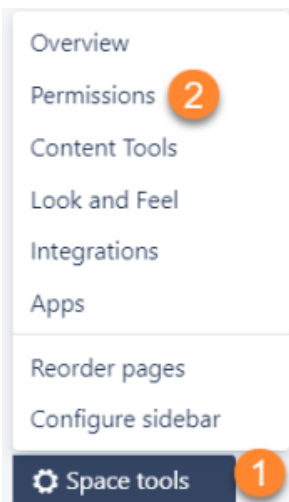 Overview
Permissions 2
Content Tools
Look and Feel
Integrations
Apps
Reorder pages
Configure sidebar
Space tools 1